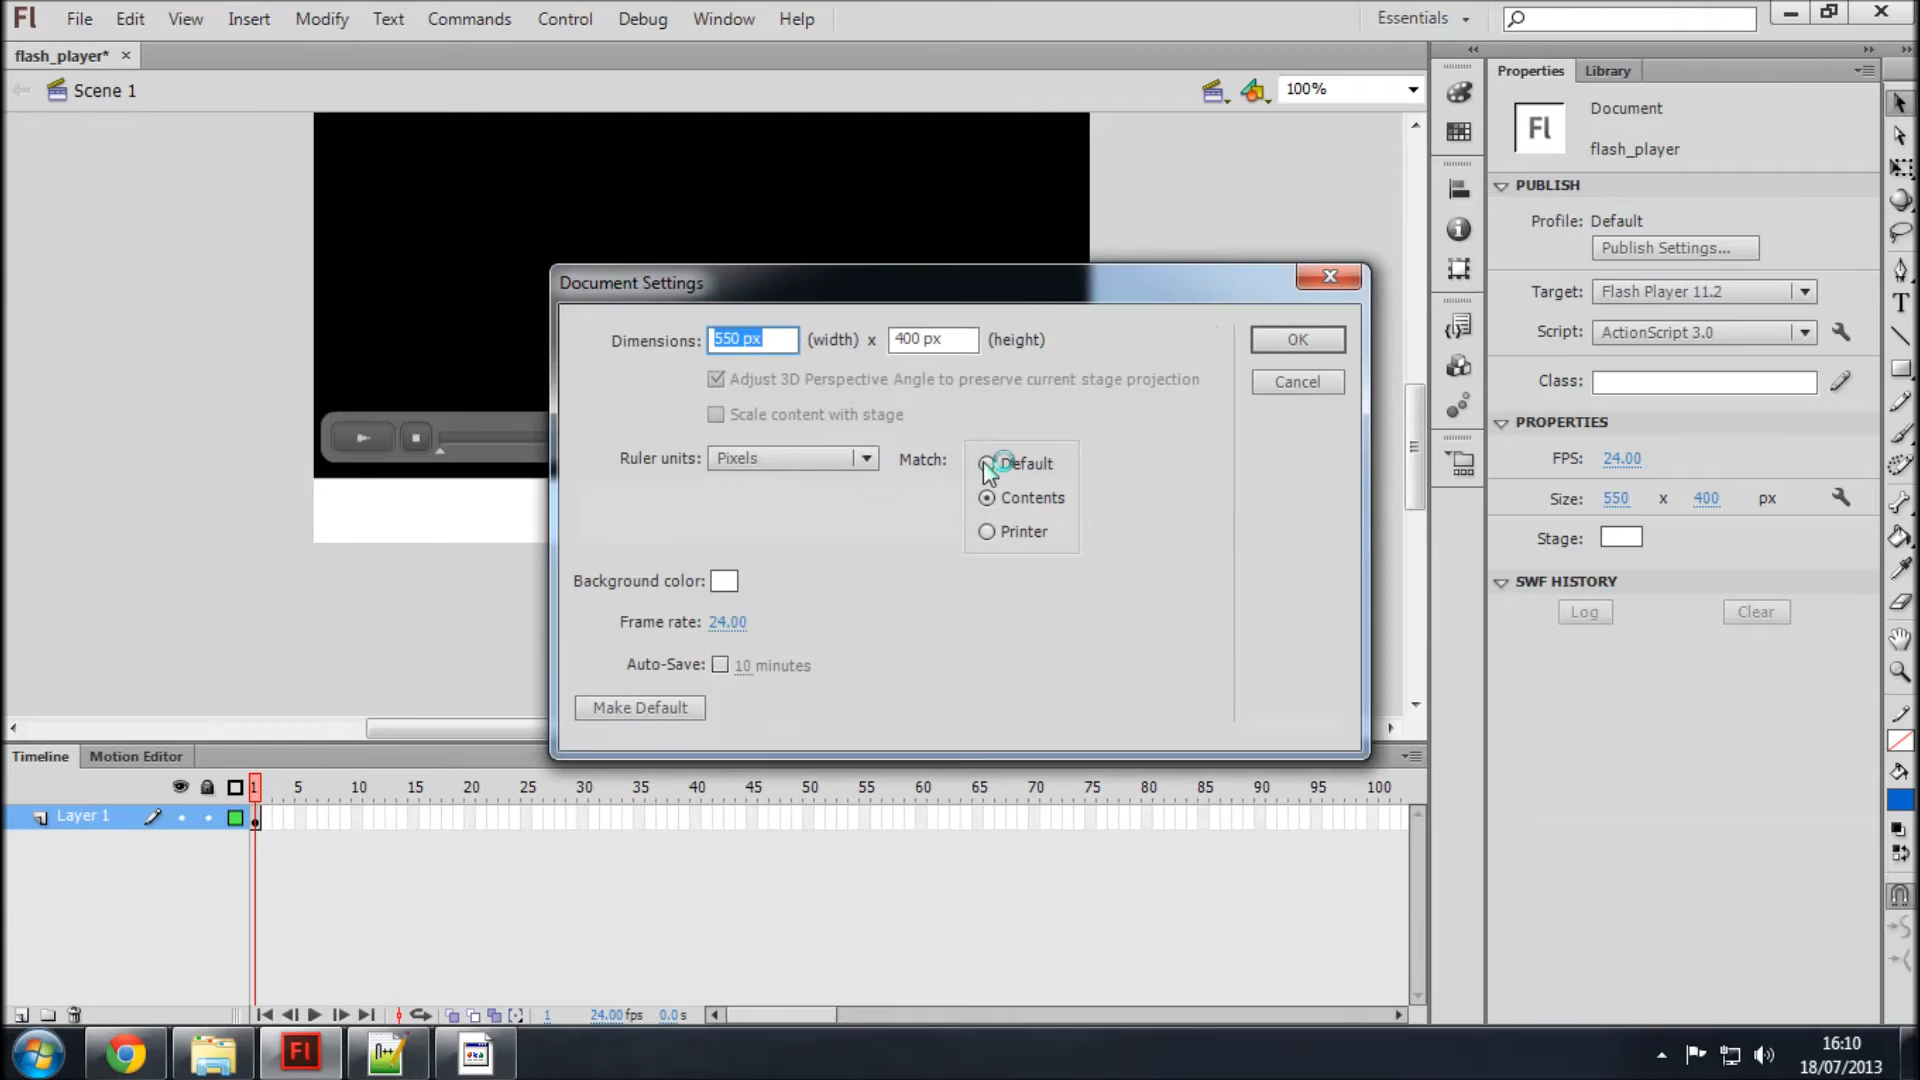 Fl File Edit View Insert Modify Text Commands Control Debug Window Help Essentials
flash_player* ×
Scene 1 100%
Properties Library
Document
Fl
flash_player
PUBLISH
Profile: Default
Publish Settings...
Target: Flash Player 11.2
Script: ActionScript 3.0
Class:
PROPERTIES
FPS: 24.00
Size: 550 x 400 px
Stage:
SWF HISTORY
Log Clear
Document Settings
Dimensions: 550 px (width) x 400 px (height)
OK
Adjust 3D Perspective Angle to preserve current stage projection
Cancel
Scale content with stage
Ruler units: Pixels Match: Default
Contents
Printer
Background color:
Frame rate: 24.00
Auto-Save: 10 minutes
Make Default
Timeline Motion Editor
1 5 10 15 20 25 30 35 40 45 50 55 60 65 70 75 80 85 90 95 100
Layer 1
1 24.00fps 0.0s
Fl
16:10
18/07/2013